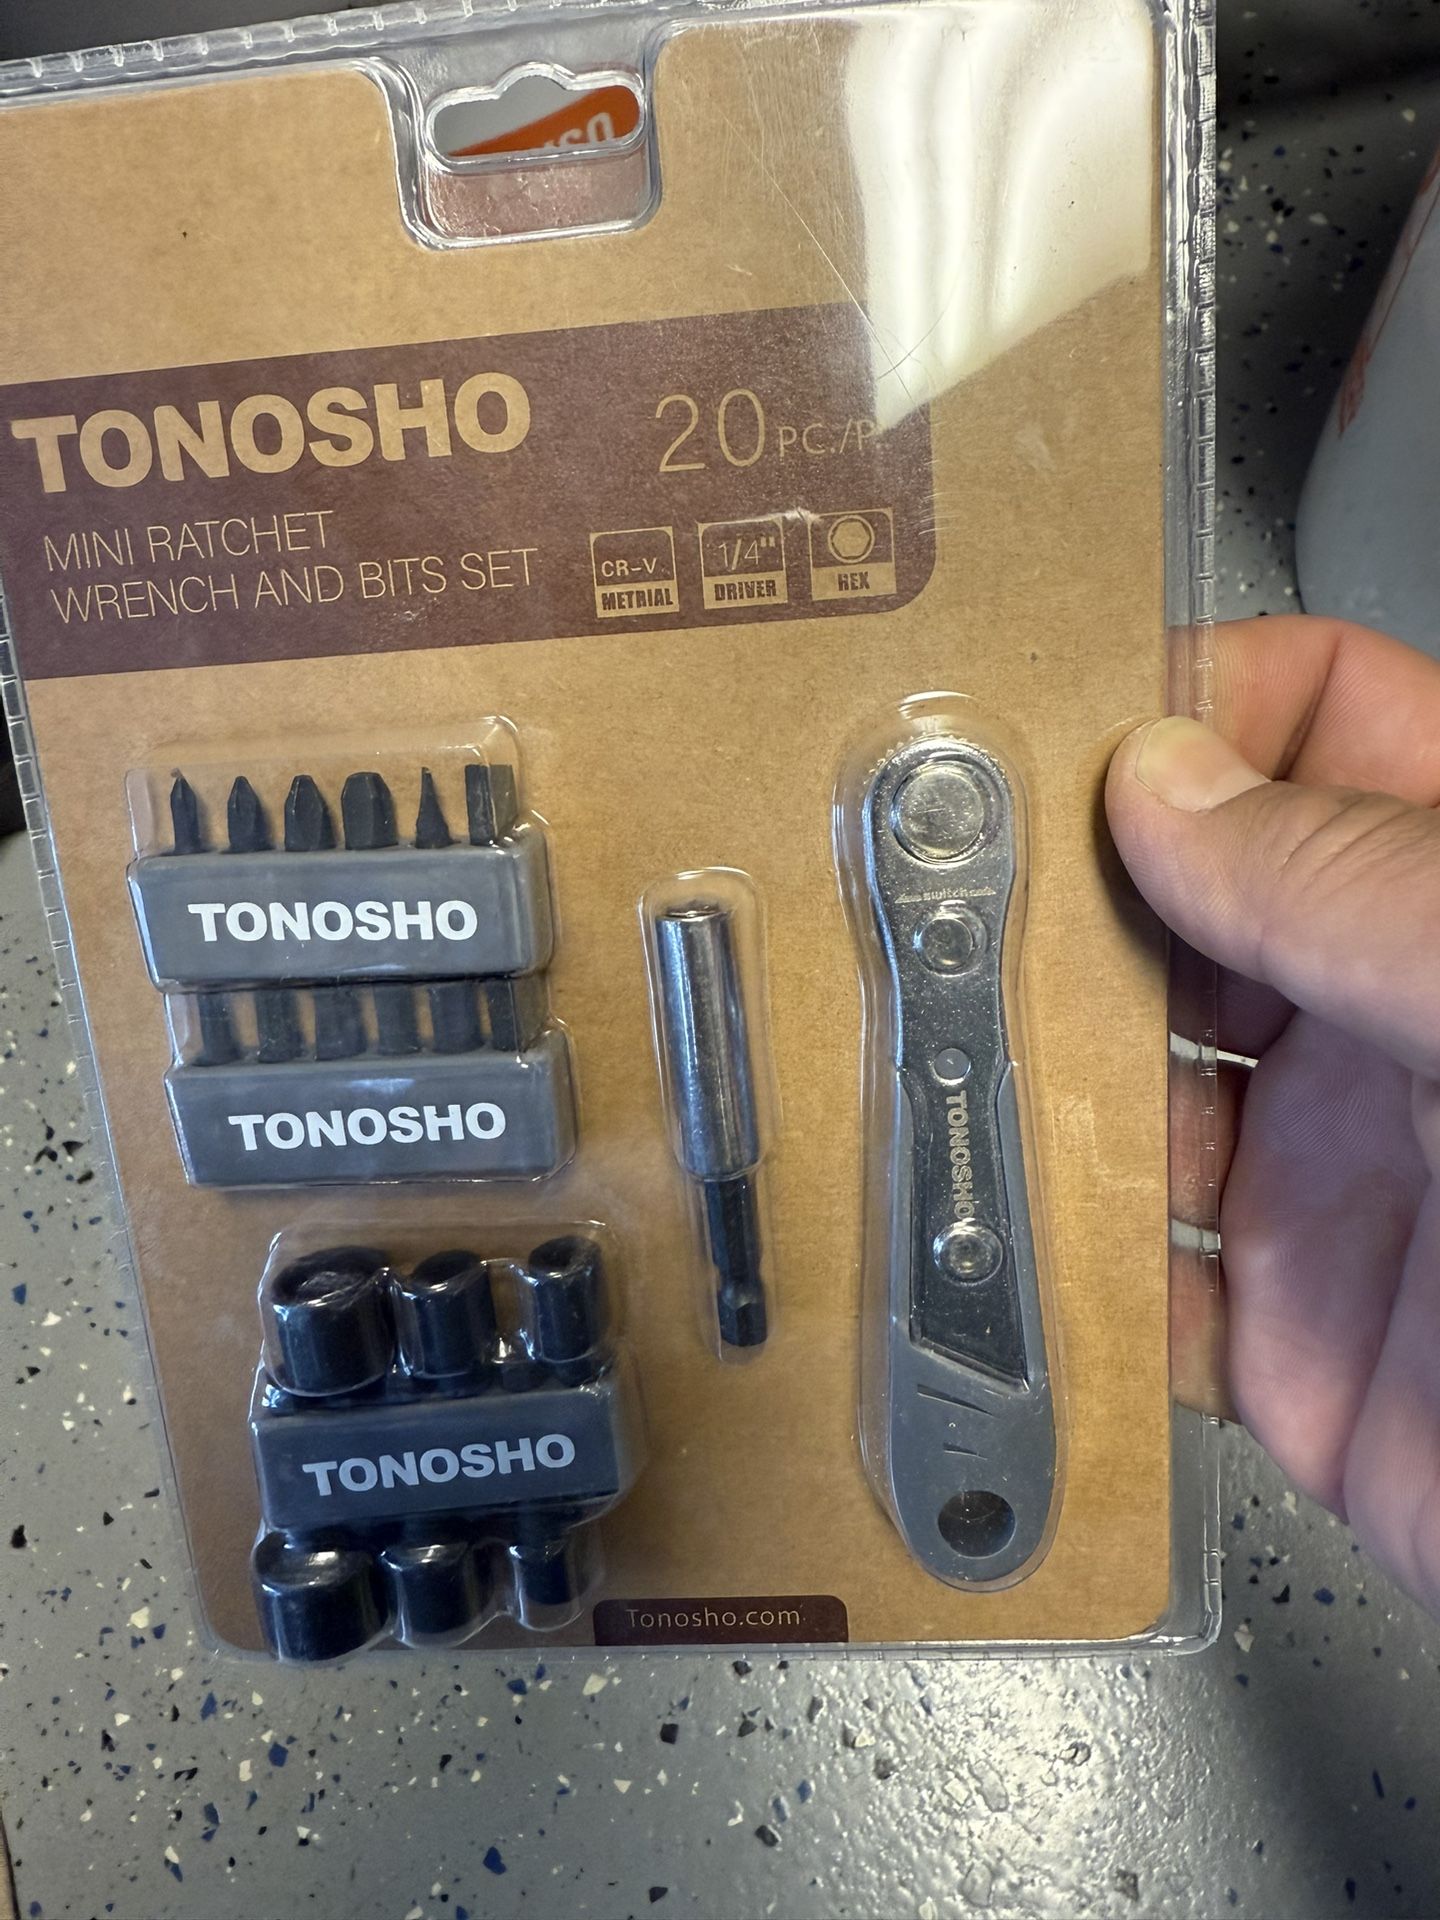 TONOSHO
20 PC./P
MINI RATCHET
WRENCH AND BITS SET
CR-V
METRIAL
1/4"
DRIVER
HEX
TONOSHO
TONOSHO
TONOSHO
switch
TONOSHO
Tonosho.com